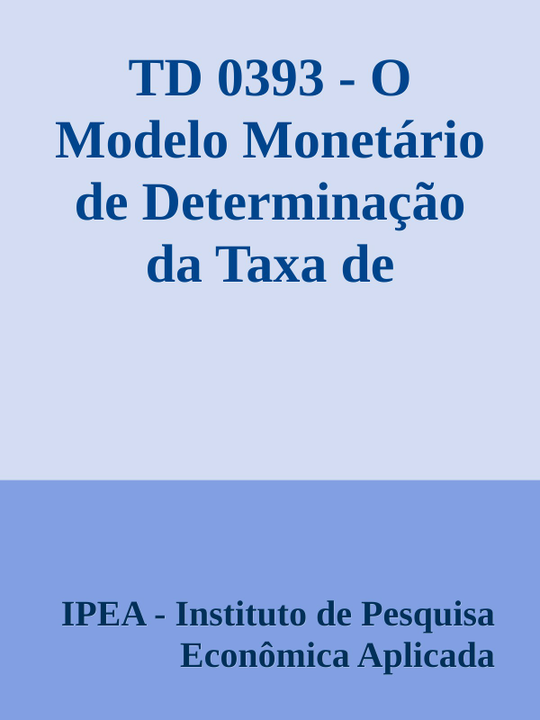 TD 0393 - O
Modelo Monetário
de Determinação
da Taxa de
IPEA - Instituto de Pesquisa
Econômica Aplicada